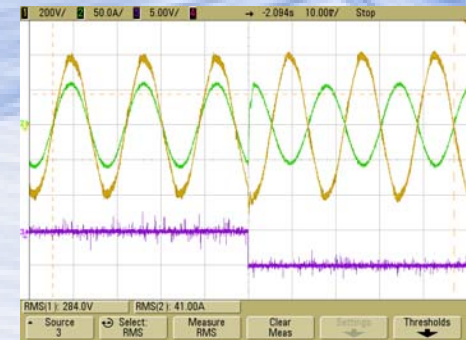 1 200V/ 2 50.0A/ 3 5.00V/ 4 -2.094s 10.00 Stop
RMS(1): 284.0V RMS(2): 41.00A
Source Select: Measure Clear Settings Thresholds
3 RMS RMS Meas